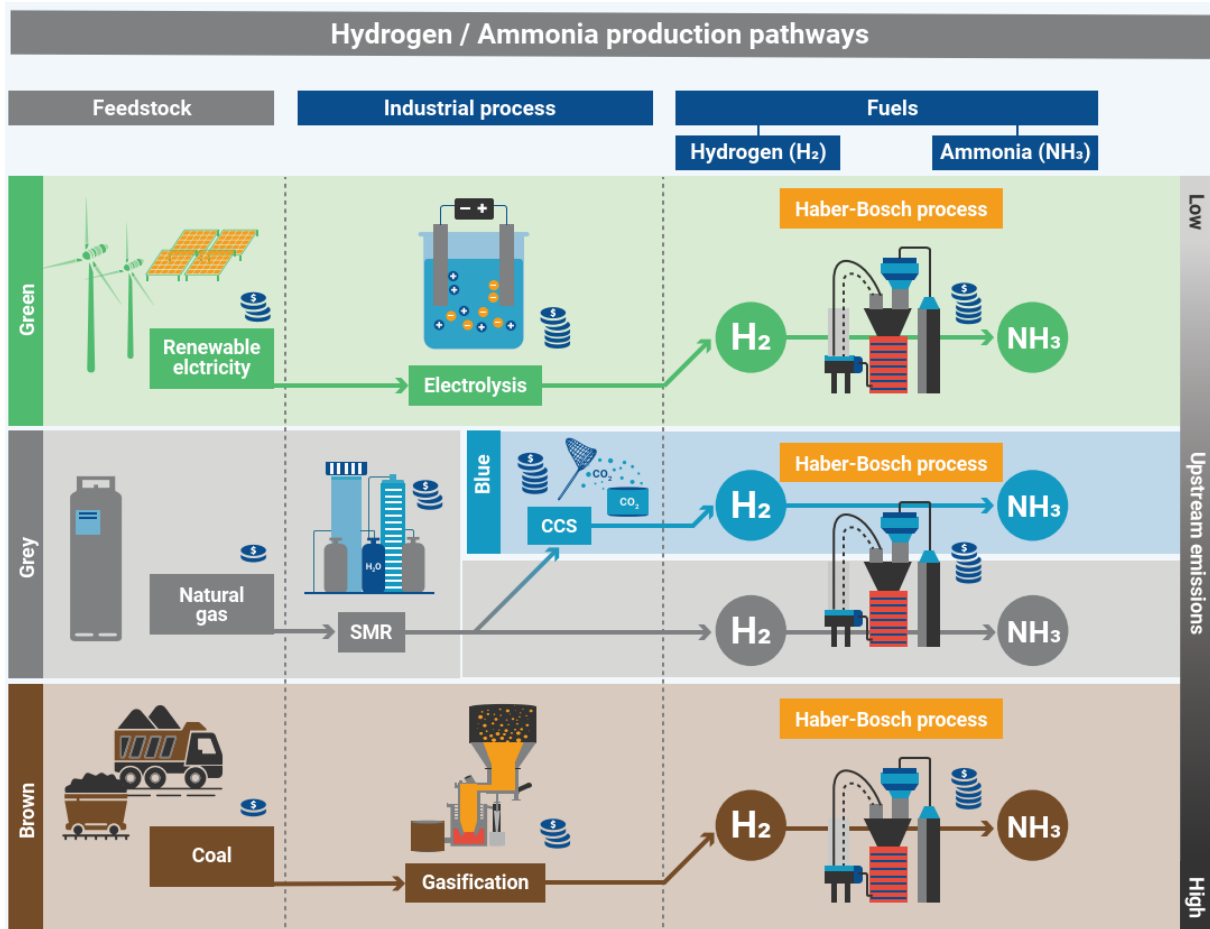 Hydrogen / Ammonia production pathways
Feedstock
Industrial process
Fuels
Hydrogen (H₂)
Ammonia (NH₃)
Green
Renewable
elctricity
$
Electrolysis
$
− +
H₂
Haber-Bosch process
$
NH₃
Low
Grey
Natural
gas
$
SMR
H₂O
$
Blue
$
CO₂
CO₂
CCS
H₂
Haber-Bosch process
NH₃
H₂
$
NH₃
Upstream emissions
Brown
Coal
$
Gasification
$
H₂
Haber-Bosch process
$
NH₃
High